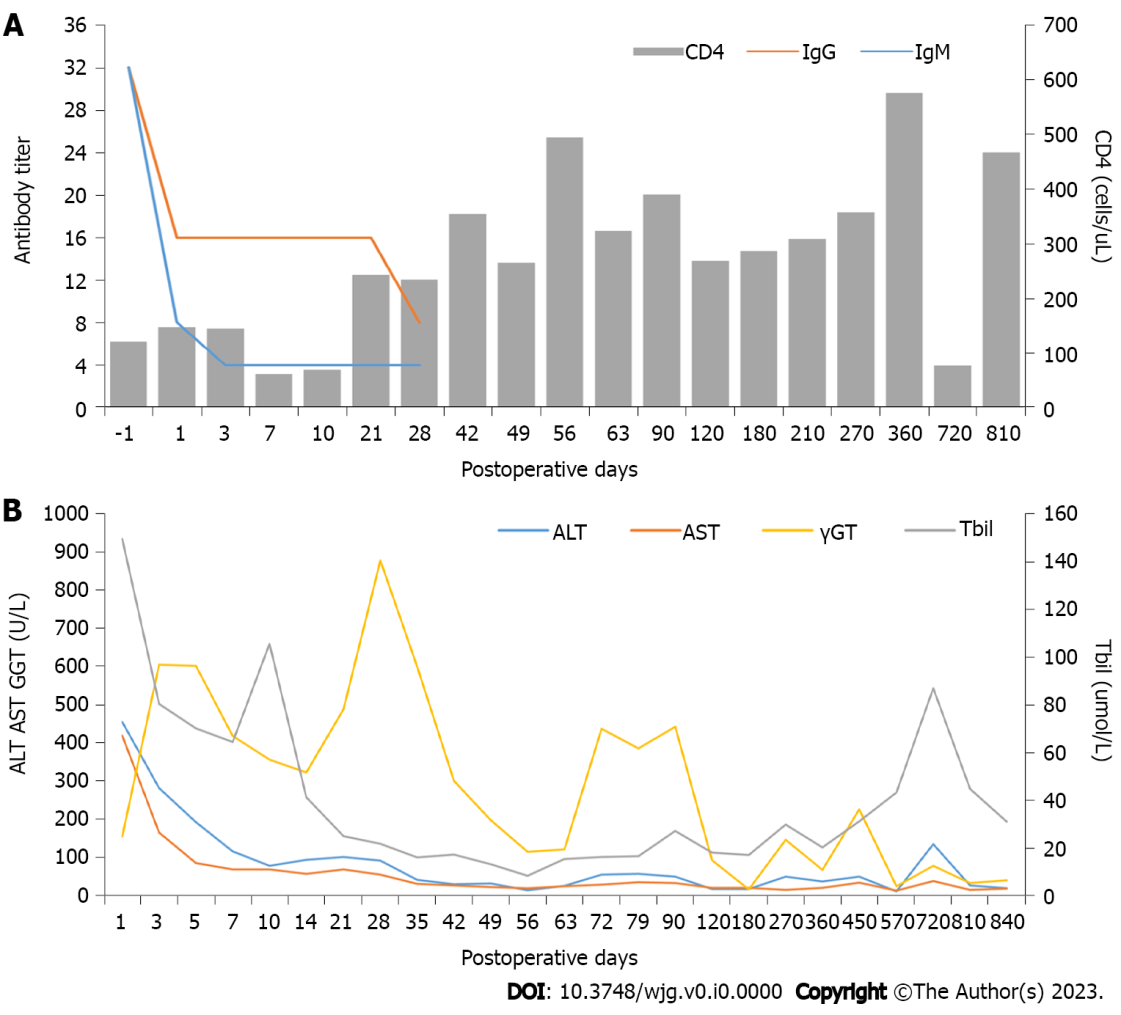 A
CD4 IgG IgM
Antibody titer
36
32
28
24
20
16
12
8
4
0
CD4 (cells/uL)
700
600
500
400
300
200
100
0
-1 1 3 7 10 21 28 42 49 56 63 90 120 180 210 270 360 720 810
Postoperative days
B
ALT AST γGT Tbil
ALT AST GGT (U/L)
1000
900
800
700
600
500
400
300
200
100
0
Tbil (umol/L)
160
140
120
100
80
60
40
20
0
1 3 5 7 10 14 21 28 35 42 49 56 63 72 79 90 120 180 270 360 450 570 720 810 840
Postoperative days
DOI: 10.3748/wjg.v0.i0.0000 Copyright ©The Author(s) 2023.